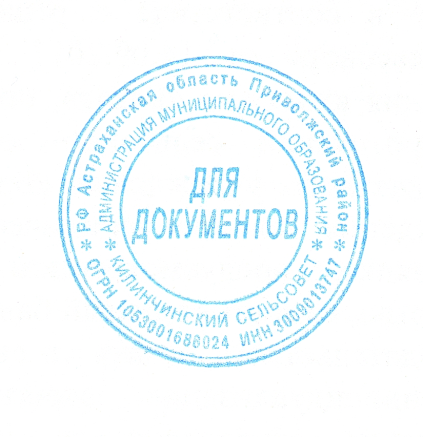 РФ Астраханская область Приволжский район
* ОГРН 1053001686024 ИНН 3009013747 *
АДМИНИСТРАЦИЯ МУНИЦИПАЛЬНОГО ОБРАЗОВАНИЯ
* КИЛИНЧИНСКИЙ СЕЛЬСОВЕТ *
ДЛЯ
ДОКУМЕНТОВ